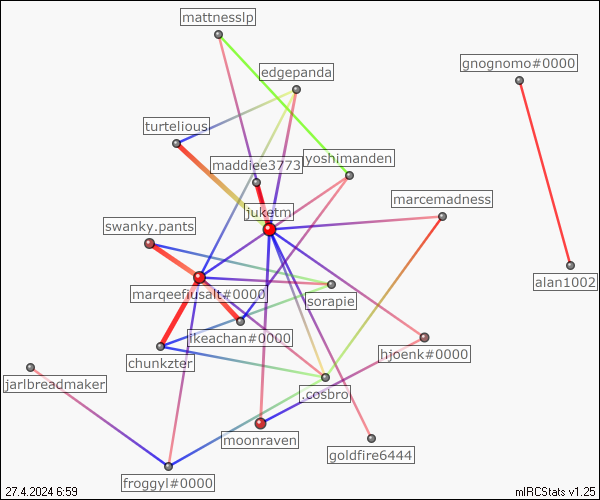 mattnesslp
gnognomo#0000
edgepanda
turtelious
maddiee3773
yoshimanden
marcemadness
juketm
swanky.pants
alan1002
marqeefiusalt#0000
sorapie
ikeachan#0000
chunkzter
hjoenk#0000
jarlbreadmaker
.cosbro
moonraven
goldfire6444
froggyl#0000
27.4.2024 6:59
mIRCStats v1.25